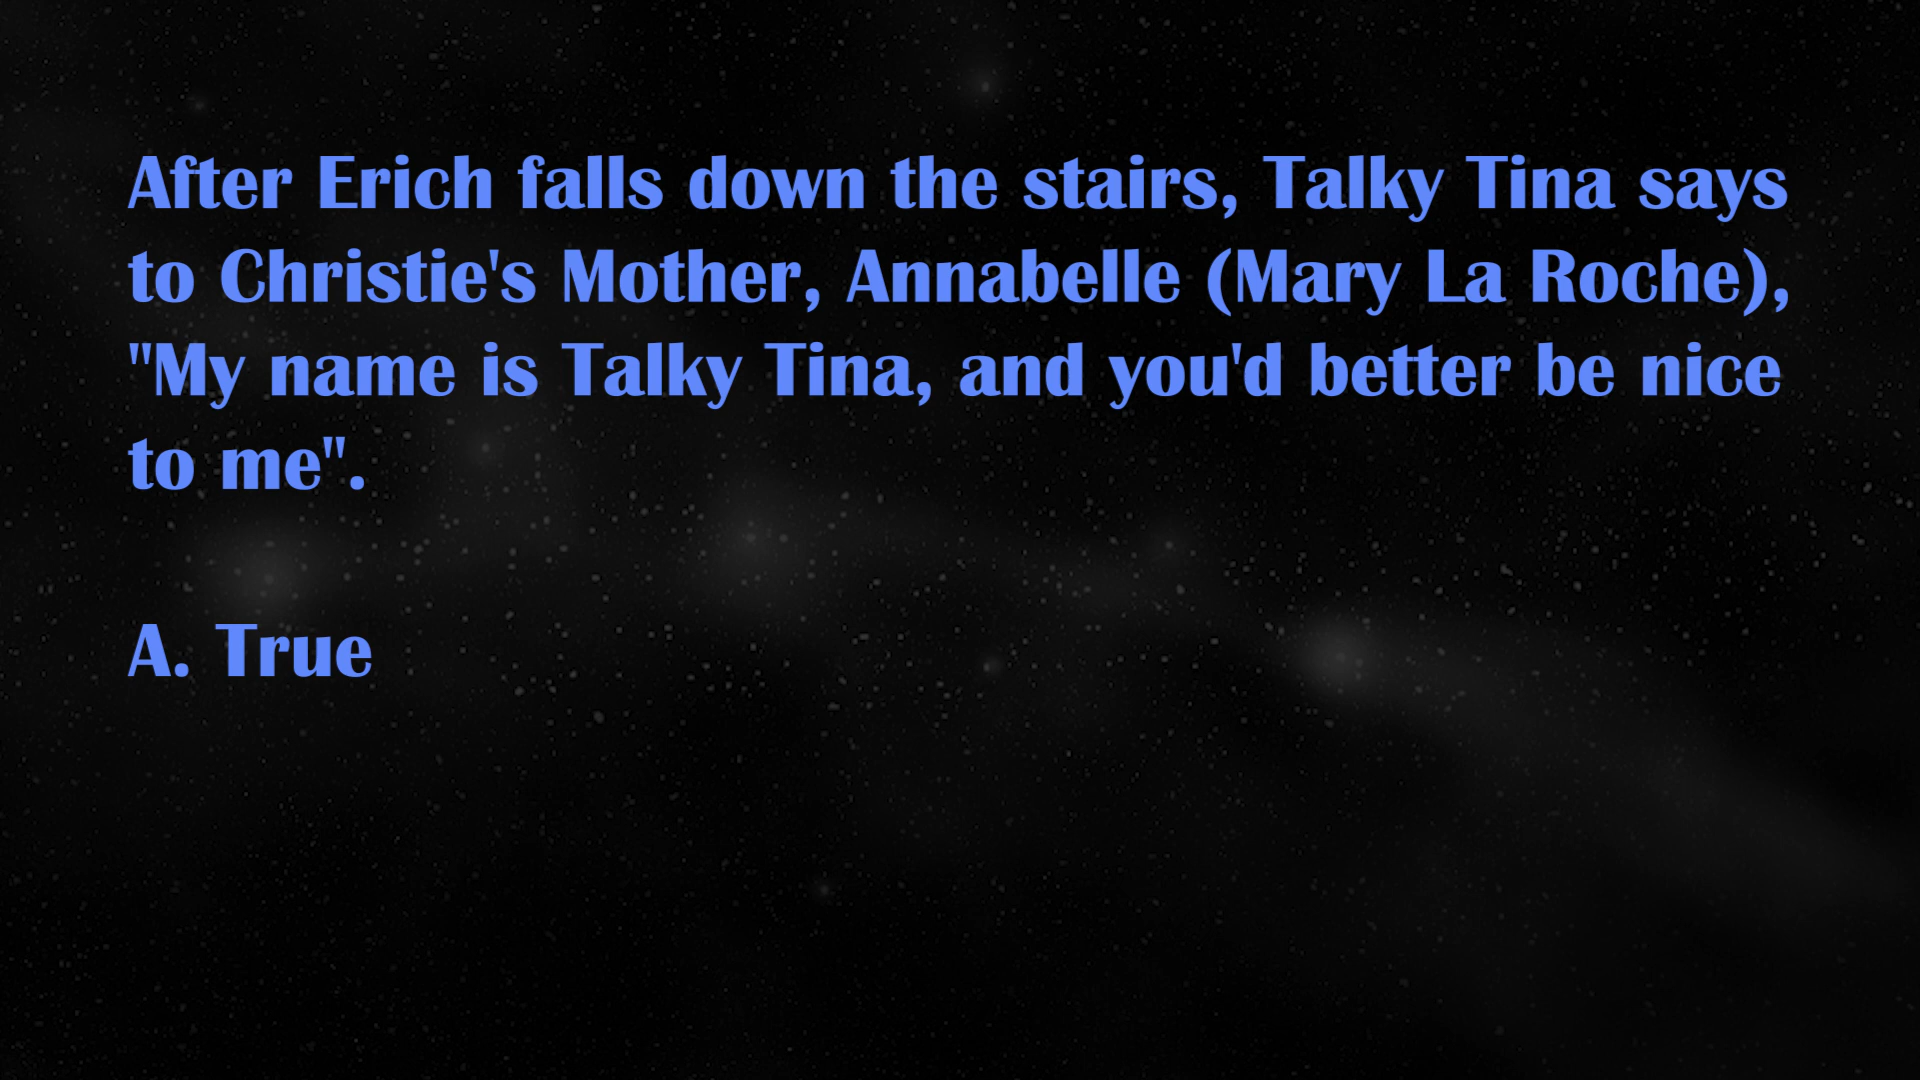 After Erich falls down the stairs, Talky Tina says
to Christie's Mother, Annabelle (Mary La Roche),
"My name is Talky Tina, and you'd better be nice
to me".
A. True